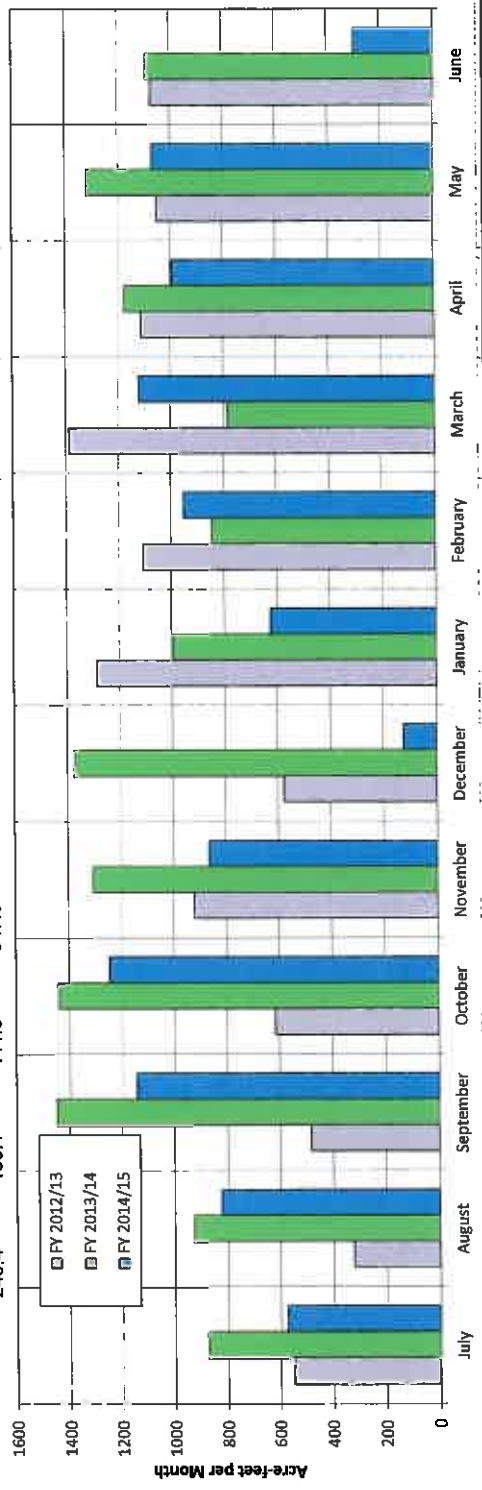 1600
1400
1200
1000
800
600
400
200
0
Acre-feet per Month
FY 2012/13
FY 2013/14
FY 2014/15
July
August
September
October
November
December
January
February
March
April
May
June